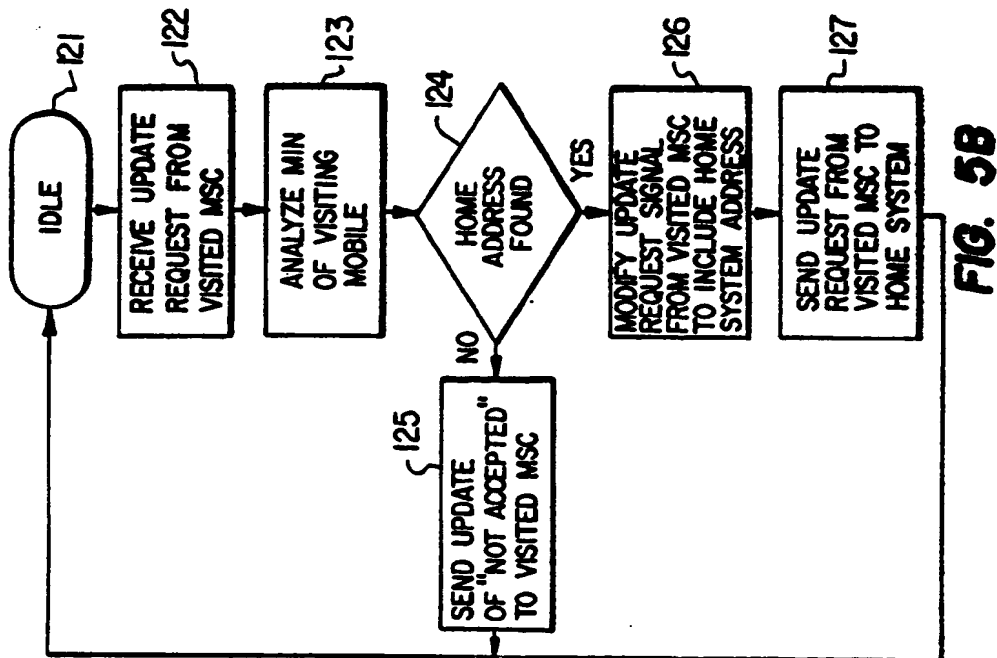 IDLE
121
RECEIVE UPDATE
REQUEST FROM
VISITED MSC
122
ANALYZE MIN
OF VISITING
MOBILE
123
HOME
ADDRESS
FOUND
124
NO
YES
SEND UPDATE
OF "NOT ACCEPTED"
TO VISITED MSC
125
MODIFY UPDATE
REQUEST SIGNAL
FROM VISITED MSC
TO INCLUDE HOME
SYSTEM ADDRESS
126
SEND UPDATE
REQUEST FROM
VISITED MSC TO
HOME SYSTEM
127
FIG. 5B